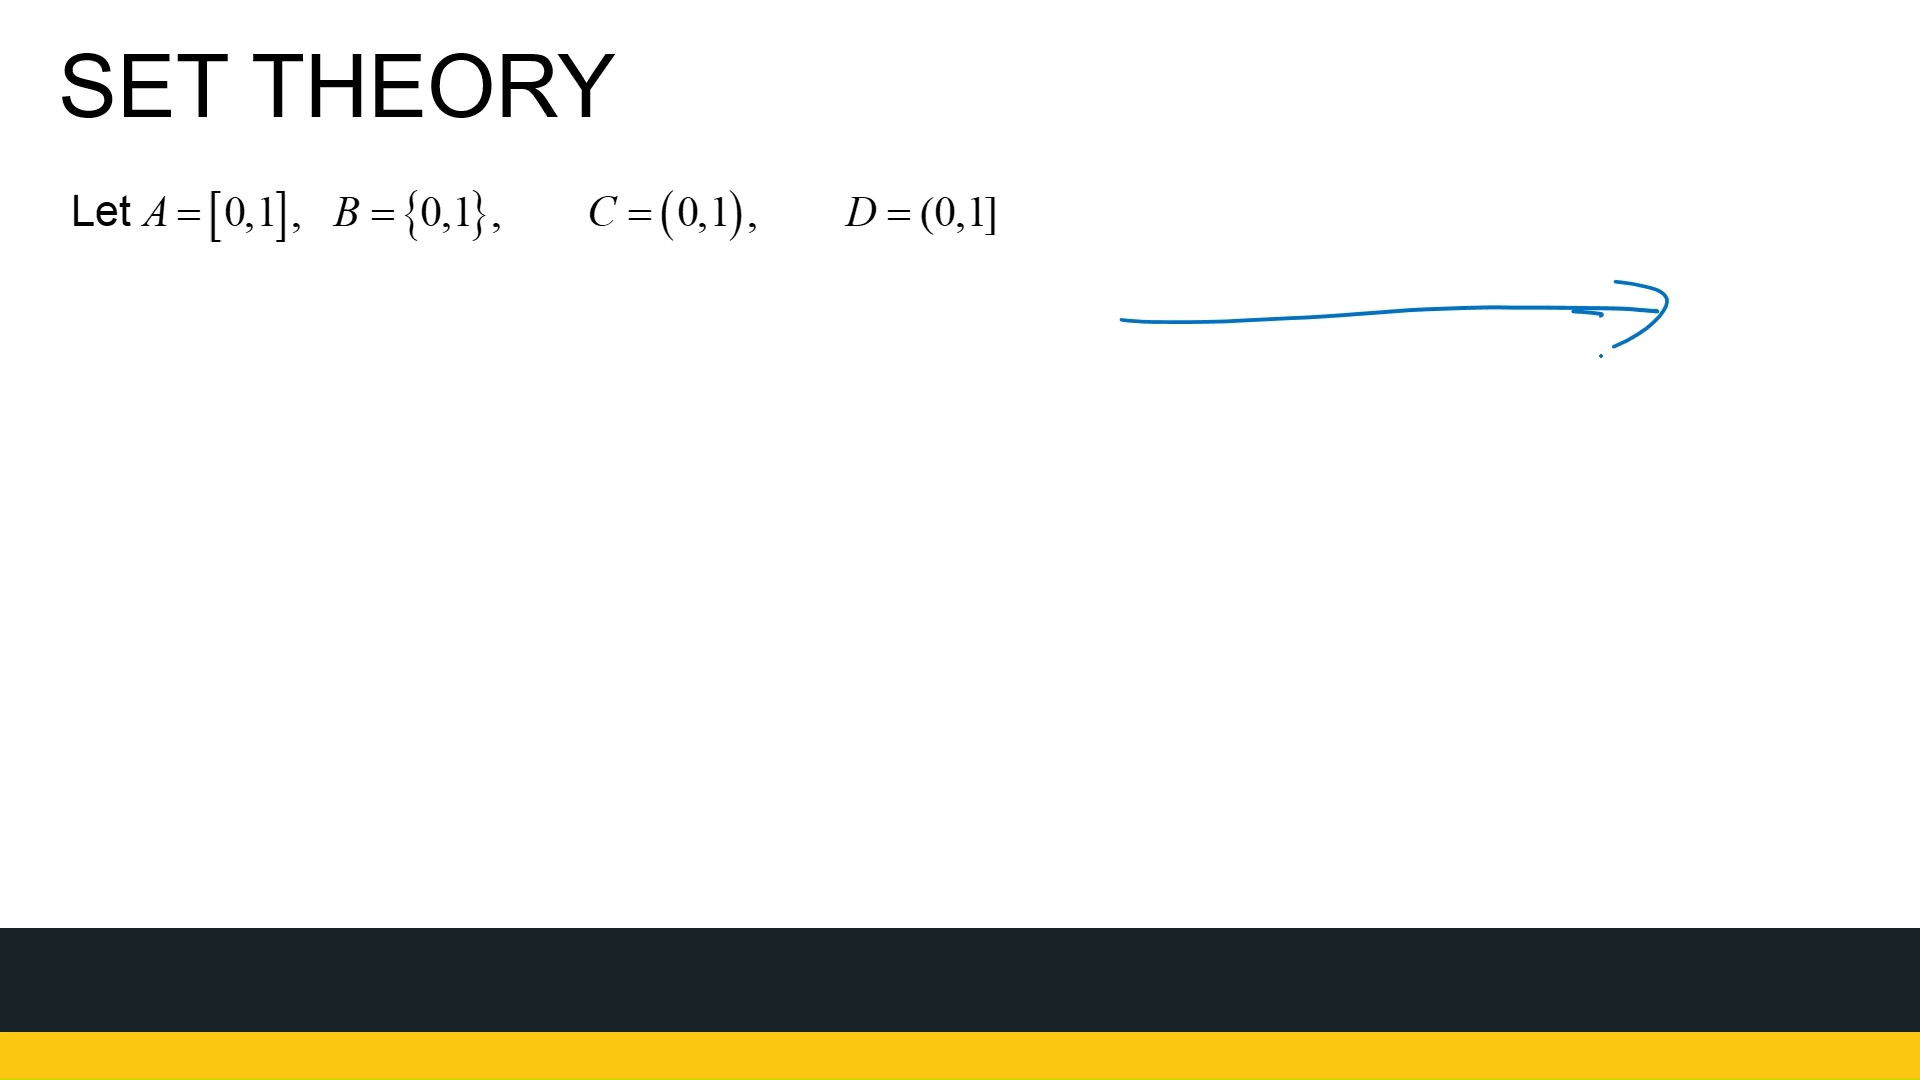 SET THEORY
Let A = [0,1], B = {0,1}, C = (0,1), D = (0,1]